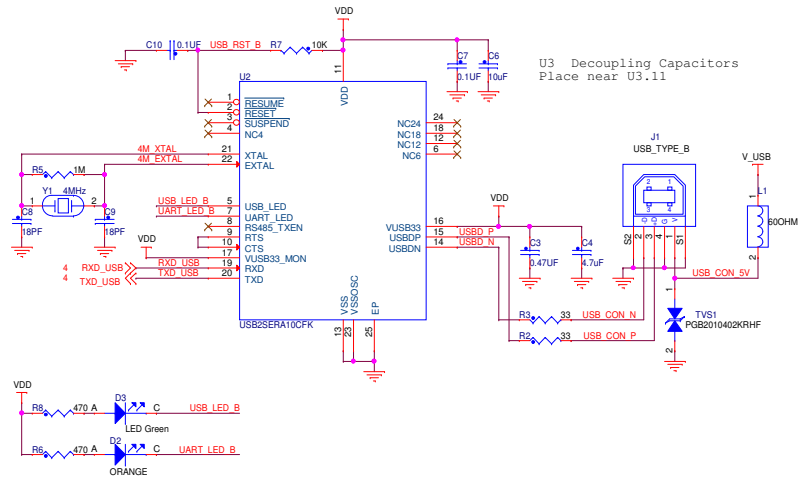 VDD
C10 0.1UF USB_RST_B R7 10K
U2
11
VDD
C7
0.1UF
C6
10uF
U3 Decoupling Capacitors
Place near U3.11
1 RESUME
2 RESET
3 SUSPEND
4 NC4
NC24 24
NC18 18
NC12 12
NC6 6
4M_XTAL 21 XTAL
4M_EXTAL 22 EXTAL
R5 1M
Y1 4MHz
1 2
C8
18PF
C9
18PF
USB_LED_B 5 USB_LED
UART_LED_B 7 UART_LED
8 RS485_TXEN
9 RTS
10 CTS
VDD
17 VUSB33_MON
4 RXD_USB RXD_USB 19 RXD
4 TXD_USB TXD_USB 20 TXD
VUSB33 16
USBDP 15 USBD_P
USBDN 14 USBD_N
VDD
C3
0.47UF
C4
4.7uF
VSS
VSSOSC
EP
13
23
25
USB2SERA10CFK
J1
USB_TYPE_B
2 1
3 4
D D G V
S2 2 3 4 1 S1
V_USB
1
L1
60OHM
2
USB_CON_5V
R3 33 USB_CON_N
R2 33 USB_CON_P
1
TVS1
PGB2010402KRHF
2
VDD
R8 470 A D3 C USB_LED_B
LED Green
R6 470 A D2 C UART_LED_B
ORANGE